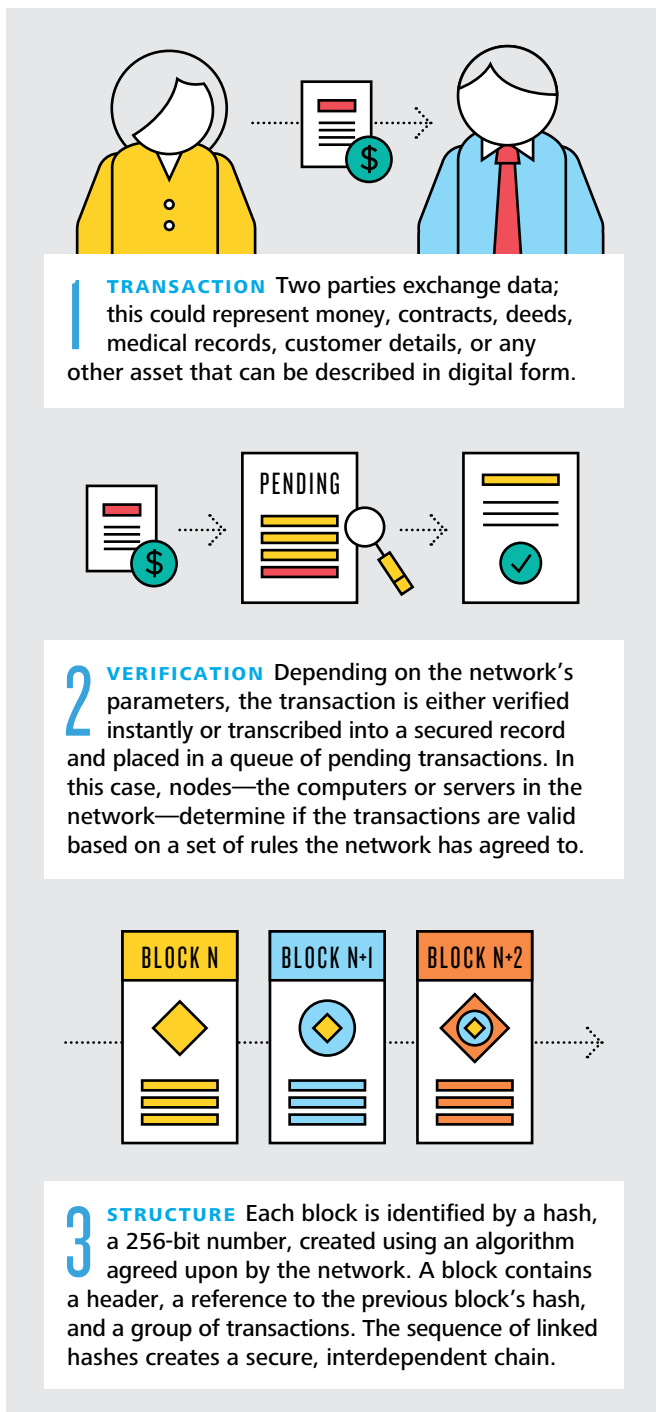 $
1 TRANSACTION Two parties exchange data;
this could represent money, contracts, deeds,
medical records, customer details, or any
other asset that can be described in digital form.
$
PENDING
2 VERIFICATION Depending on the network’s
parameters, the transaction is either verified
instantly or transcribed into a secured record
and placed in a queue of pending transactions. In
this case, nodes—the computers or servers in the
network—determine if the transactions are valid
based on a set of rules the network has agreed to.
BLOCK N
BLOCK N+1
BLOCK N+2
3 STRUCTURE Each block is identified by a hash,
a 256-bit number, created using an algorithm
agreed upon by the network. A block contains
a header, a reference to the previous block’s hash,
and a group of transactions. The sequence of linked
hashes creates a secure, interdependent chain.